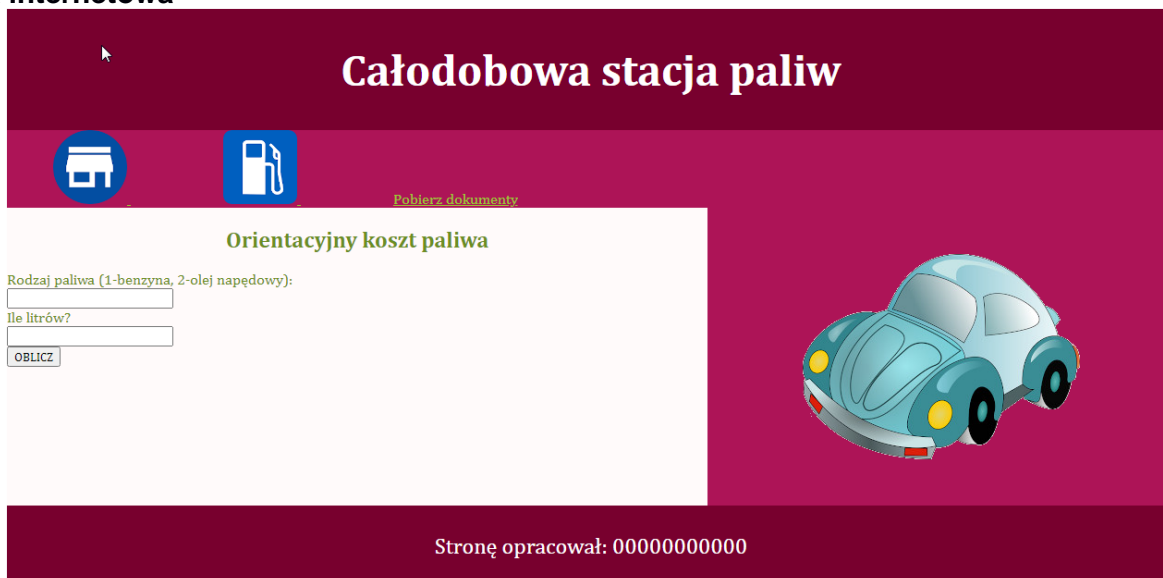 internetowa
Całodobowa stacja paliw
Pobierz dokumenty
Orientacyjny koszt paliwa
Rodzaj paliwa (1-benzyna, 2-olej napędowy):
Ile litrów?
OBLICZ
Stronę opracował: 00000000000